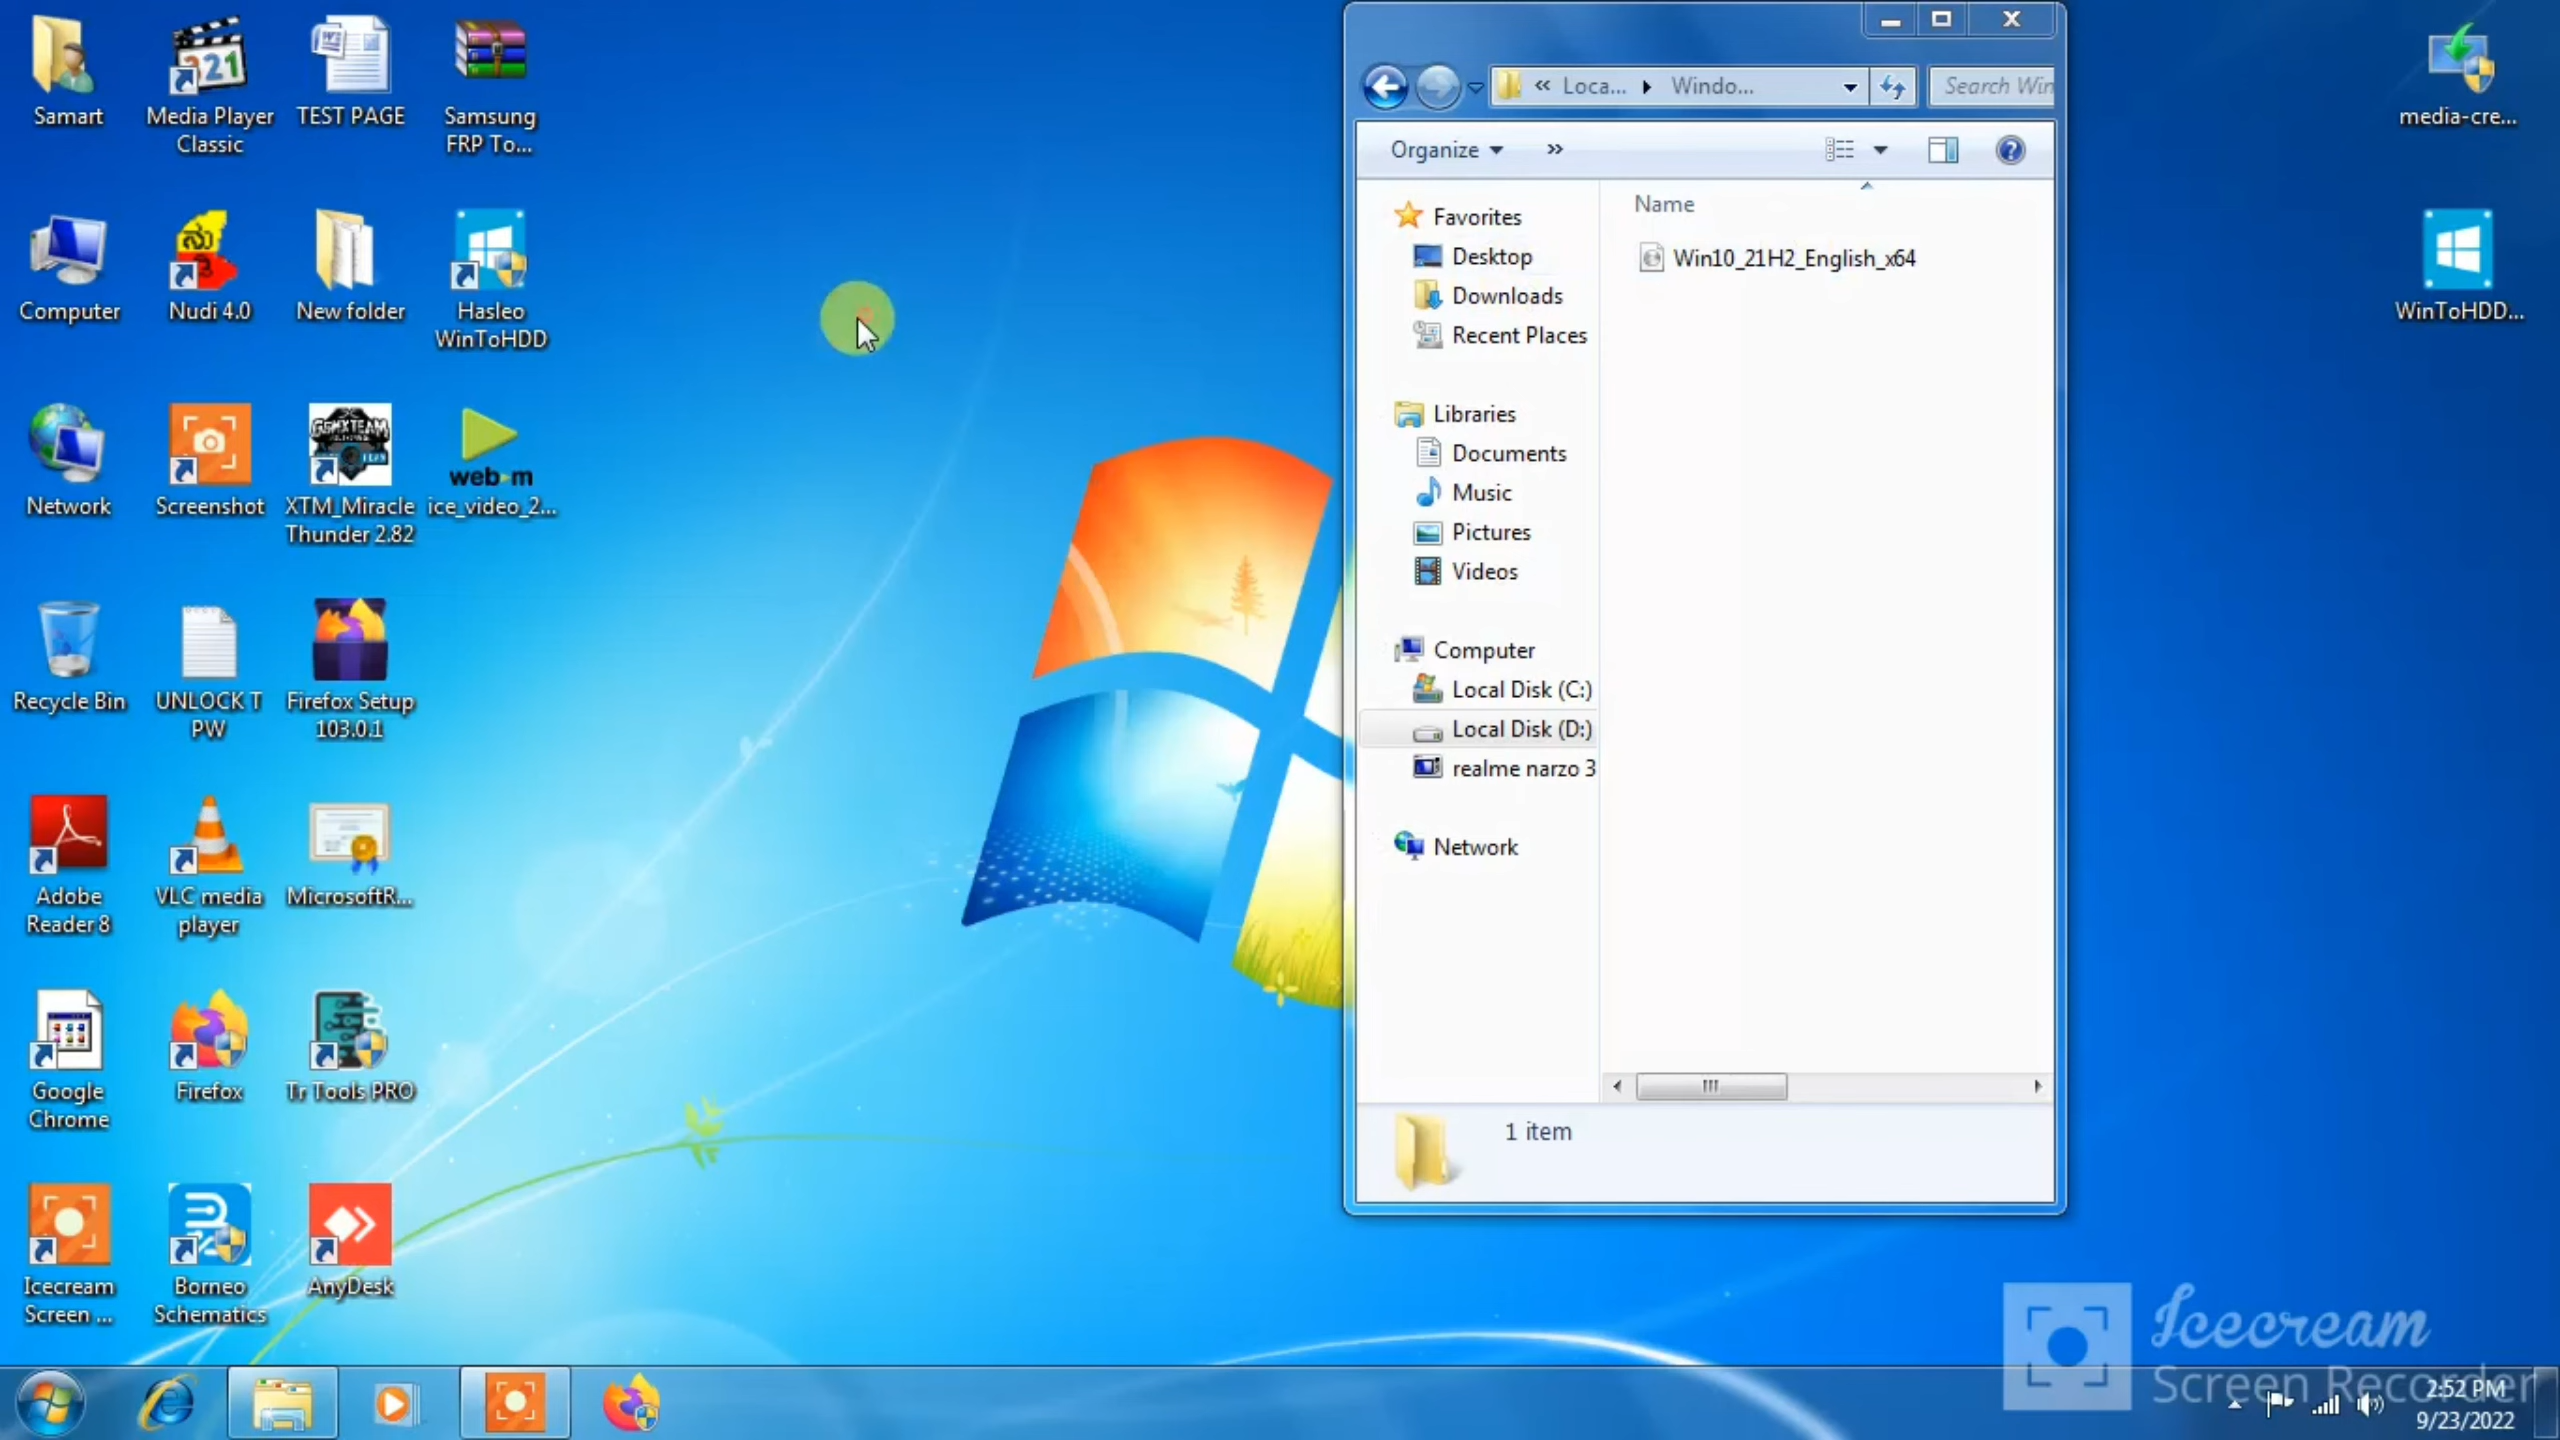 Samart
Media Player
Classic
TEST PAGE
Samsung
FRP To...
Computer
Nudi 4.0
New folder
Hasleo
WinToHDD
Network
Screenshot
XTM_Miracle
Thunder 2.82
web-m
ice_video_2...
Recycle Bin
UNLOCK T
PW
Firefox Setup
103.0.1
Adobe
Reader 8
VLC media
player
MicrosoftR...
Google
Chrome
Firefox
Tr Tools PRO
Icecream
Screen ...
Borneo
Schematics
AnyDesk
321
ನುಡಿ
GSMXTEAM
« Loca... Windo...
Search Win
Organize »
Favorites
Desktop
Downloads
Recent Places
Libraries
Documents
Music
Pictures
Videos
Computer
Local Disk (C:)
Local Disk (D:)
realme narzo 3
Network
Name
Win10_21H2_English_x64
1 item
media-cre...
WinToHDD...
Icecream
Screen Recorder
2:52 PM
9/23/2022